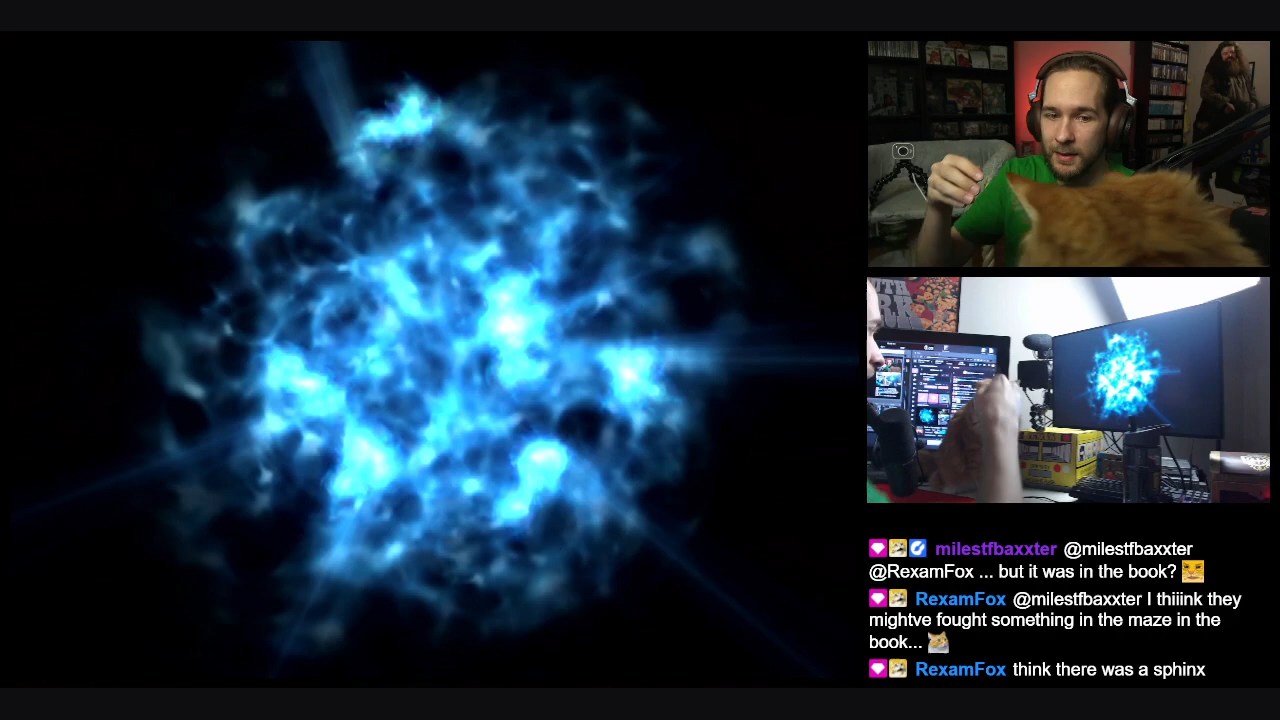 milestfbaxxter @milestfbaxxter
@RexamFox ... but it was in the book?
RexamFox @milestfbaxxter I thiiink they
mightve fought something in the maze in the
book...
RexamFox think there was a sphinx